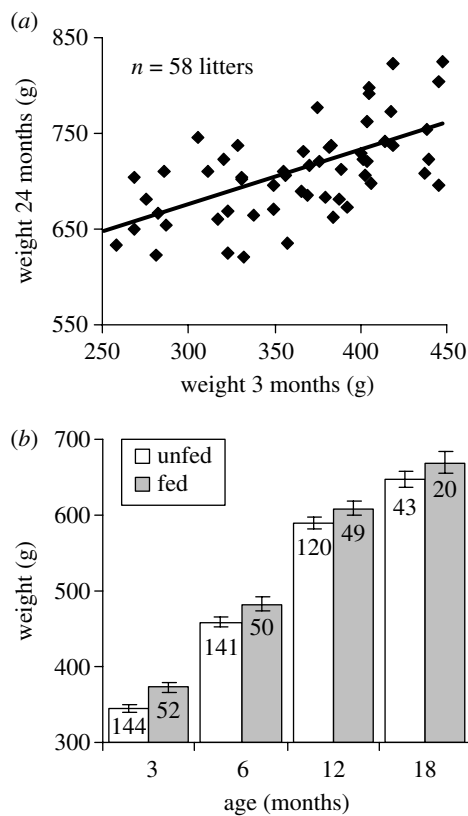 (a)
850
n = 58 litters
750
650
550
250 300 350 400 450
weight 24 months (g)
weight 3 months (g)
(b)
700
unfed
fed
600
500
400
300
144 52 141 50 120 49 43 20
3 6 12 18
weight (g)
age (months)